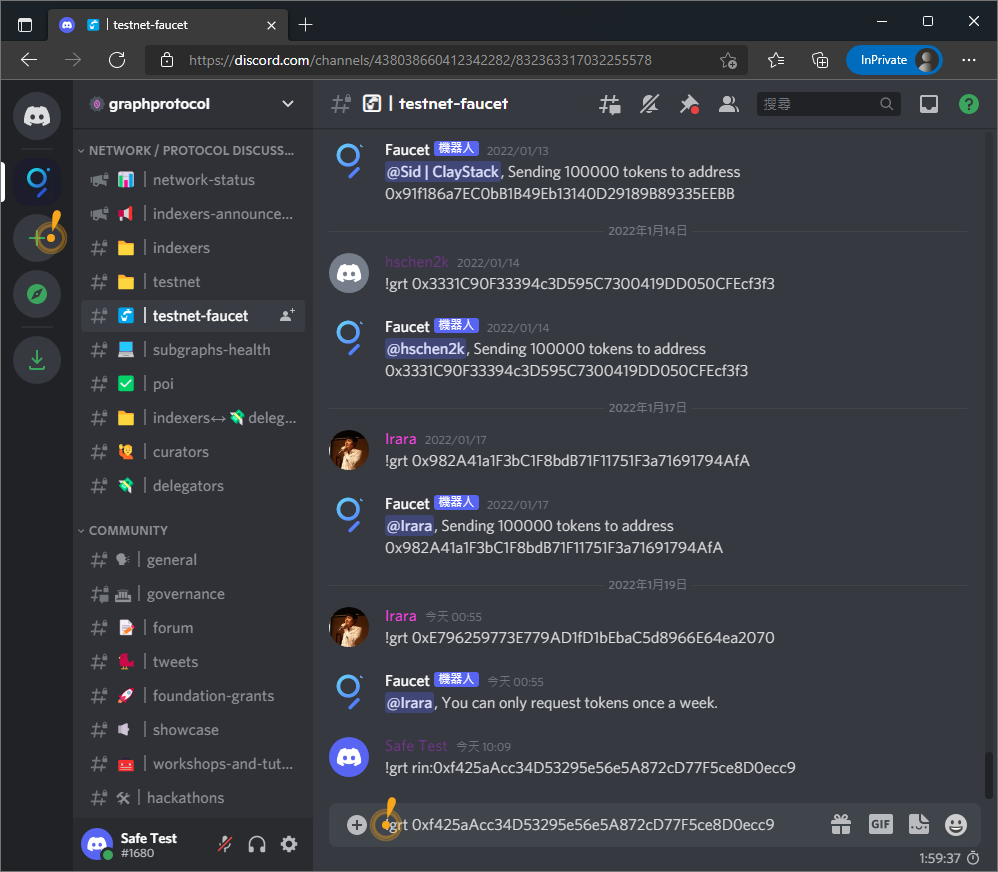 | testnet-faucet
https://discord.com/channels/438038660412342282/832363317032255578
InPrivate
graphprotocol
NETWORK / PROTOCOL DISCUSS...
| network-status
| indexers-announce...
| indexers
| testnet
| testnet-faucet
| subgraphs-health
| poi
| indexers↔💸 deleg...
| curators
| delegators
COMMUNITY
| general
| governance
| forum
| tweets
| foundation-grants
| showcase
| workshops-and-tut...
| hackathons
Safe Test
#1680
| testnet-faucet
搜尋
Faucet 機器人 2022/01/13
@Sid | ClayStack, Sending 100000 tokens to address
0x91f186a7EC0bB1B49Eb13140D29189B89335EEBB
2022年1月14日
hschen2k 2022/01/14
!grt 0x3331C90F33394c3D595C7300419DD050CFEcf3f3
Faucet 機器人 2022/01/14
@hschen2k, Sending 100000 tokens to address
0x3331C90F33394c3D595C7300419DD050CFEcf3f3
2022年1月17日
Irara 2022/01/17
!grt 0x982A41a1F3bC1F8bdB71F11751F3a71691794AfA
Faucet 機器人 2022/01/17
@Irara, Sending 100000 tokens to address
0x982A41a1F3bC1F8bdB71F11751F3a71691794AfA
2022年1月19日
Irara 今天 00:55
!grt 0xE796259773E779AD1fD1bEbaC5d8966E64ea2070
Faucet 機器人 今天 00:55
@Irara, You can only request tokens once a week.
Safe Test 今天 10:09
!grt rin:0xf425aAcc34D53295e56e5A872cD77F5ce8D0ecc9
!grt 0xf425aAcc34D53295e56e5A872cD77F5ce8D0ecc9
GIF
1:59:37